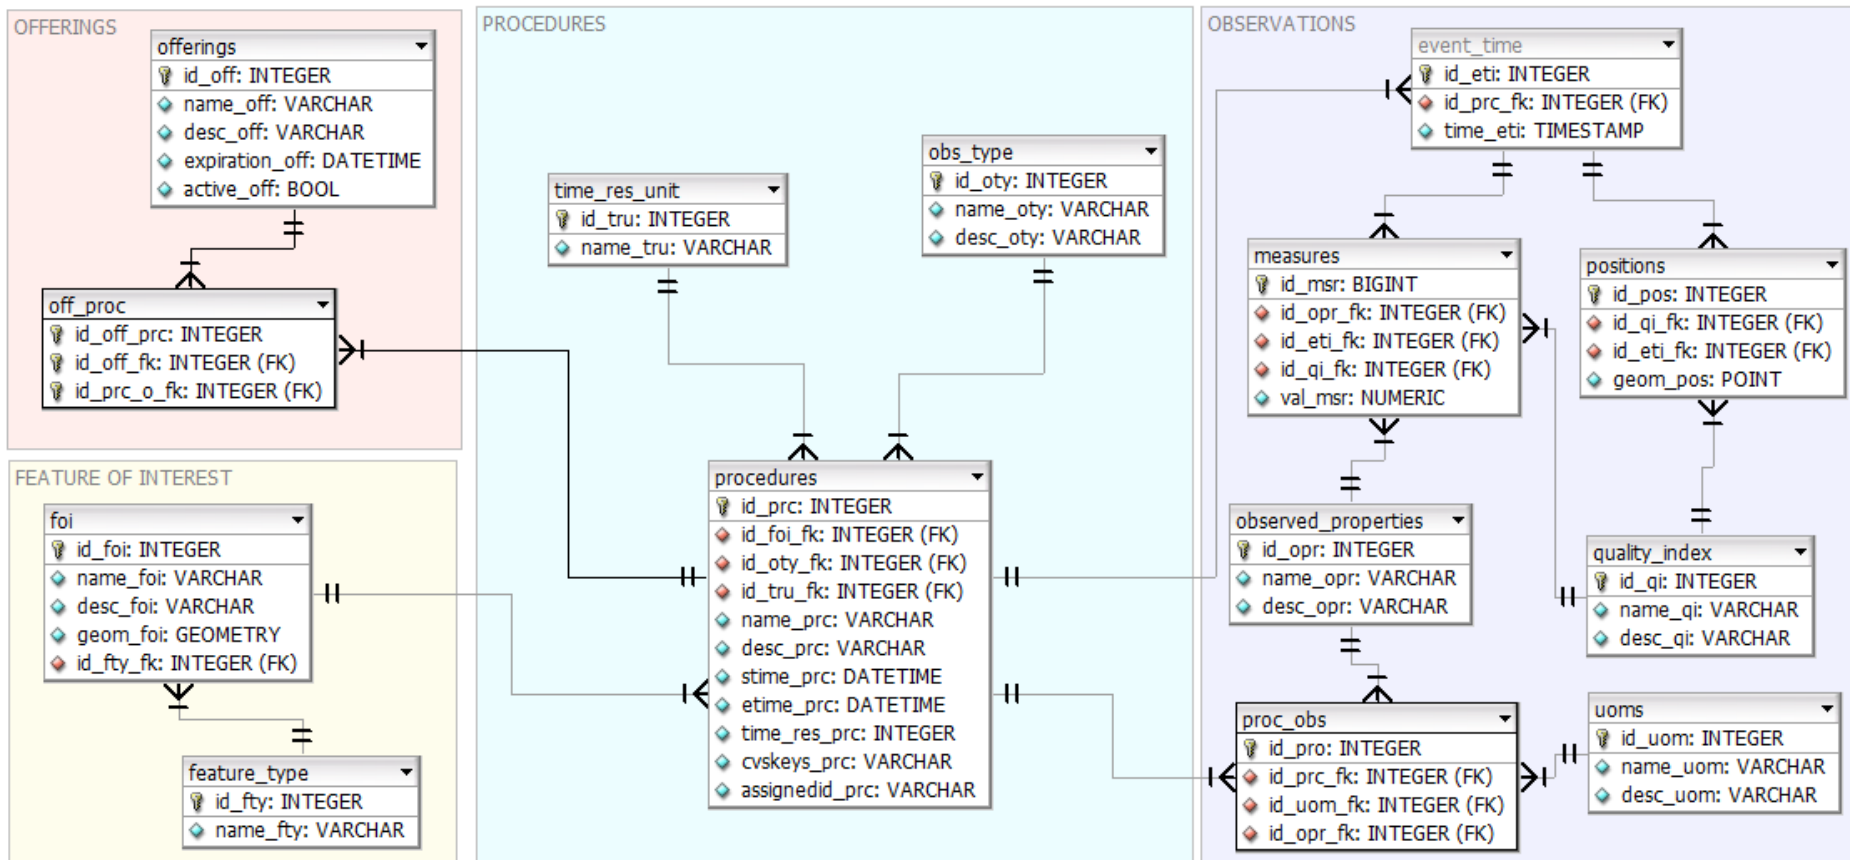 OFFERINGS
offerings
id_off: INTEGER
name_off: VARCHAR
desc_off: VARCHAR
expiration_off: DATETIME
active_off: BOOL
off_proc
id_off_prc: INTEGER
id_off_fk: INTEGER (FK)
id_prc_o_fk: INTEGER (FK)
FEATURE OF INTEREST
foi
id_foi: INTEGER
name_foi: VARCHAR
desc_foi: VARCHAR
geom_foi: GEOMETRY
id_fty_fk: INTEGER (FK)
feature_type
id_fty: INTEGER
name_fty: VARCHAR
PROCEDURES
time_res_unit
id_tru: INTEGER
name_tru: VARCHAR
obs_type
id_oty: INTEGER
name_oty: VARCHAR
desc_oty: VARCHAR
procedures
id_prc: INTEGER
id_foi_fk: INTEGER (FK)
id_oty_fk: INTEGER (FK)
id_tru_fk: INTEGER (FK)
name_prc: VARCHAR
desc_prc: VARCHAR
stime_prc: DATETIME
etime_prc: DATETIME
time_res_prc: INTEGER
cvskeys_prc: VARCHAR
assignedid_prc: VARCHAR
OBSERVATIONS
event_time
id_eti: INTEGER
id_prc_fk: INTEGER (FK)
time_eti: TIMESTAMP
measures
id_msr: BIGINT
id_opr_fk: INTEGER (FK)
id_eti_fk: INTEGER (FK)
id_qi_fk: INTEGER (FK)
val_msr: NUMERIC
positions
id_pos: INTEGER
id_qi_fk: INTEGER (FK)
id_eti_fk: INTEGER (FK)
geom_pos: POINT
observed_properties
id_opr: INTEGER
name_opr: VARCHAR
desc_opr: VARCHAR
quality_index
id_qi: INTEGER
name_qi: VARCHAR
desc_qi: VARCHAR
proc_obs
id_pro: INTEGER
id_prc_fk: INTEGER (FK)
id_uom_fk: INTEGER (FK)
id_opr_fk: INTEGER (FK)
uoms
id_uom: INTEGER
name_uom: VARCHAR
desc_uom: VARCHAR